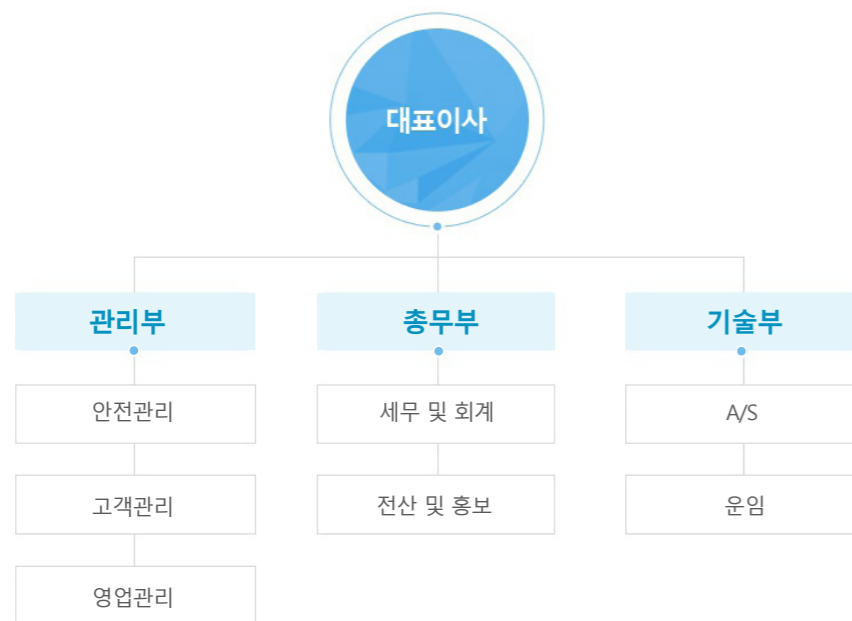 대표이사
관리부
총무부
기술부
안전관리
세무 및 회계
A/S
고객관리
전산 및 홍보
운임
영업관리